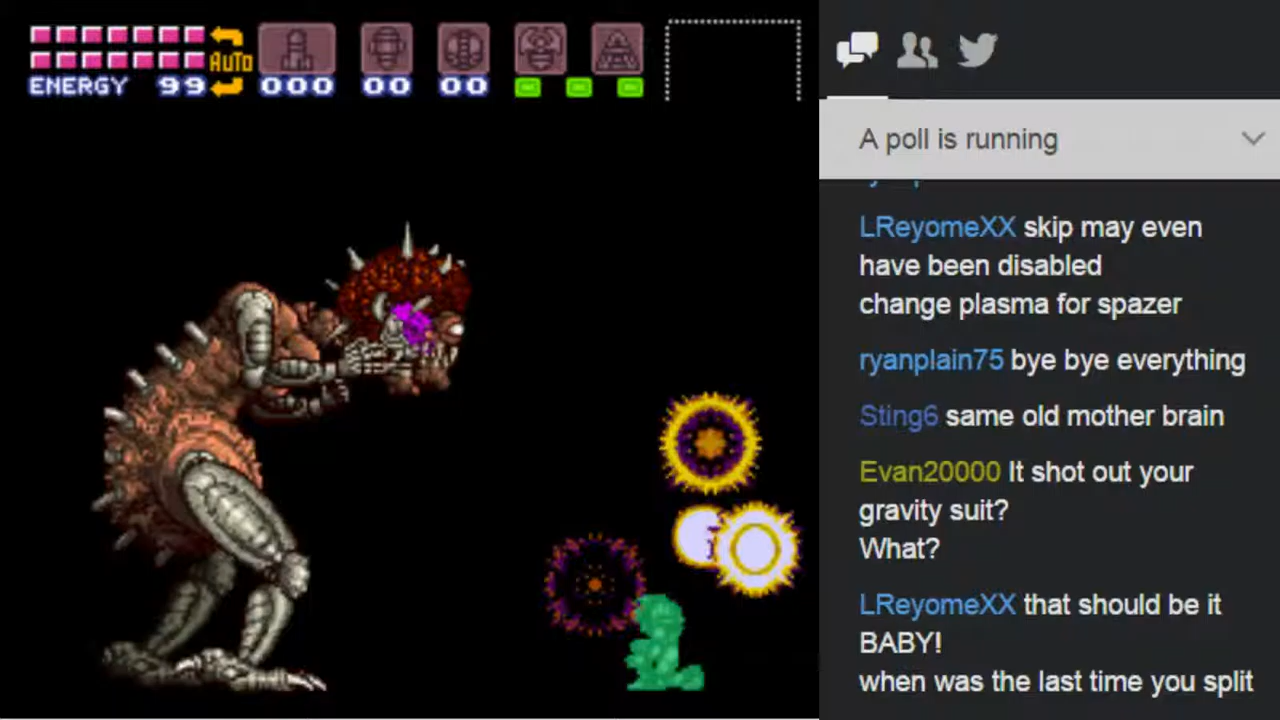 AUTO
ENERGY 99 000 00 00
A poll is running
LReyomeXX skip may even
have been disabled
change plasma for spazer
ryanplain75 bye bye everything
Sting6 same old mother brain
Evan20000 It shot out your
gravity suit?
What?
LReyomeXX that should be it
BABY!
when was the last time you split